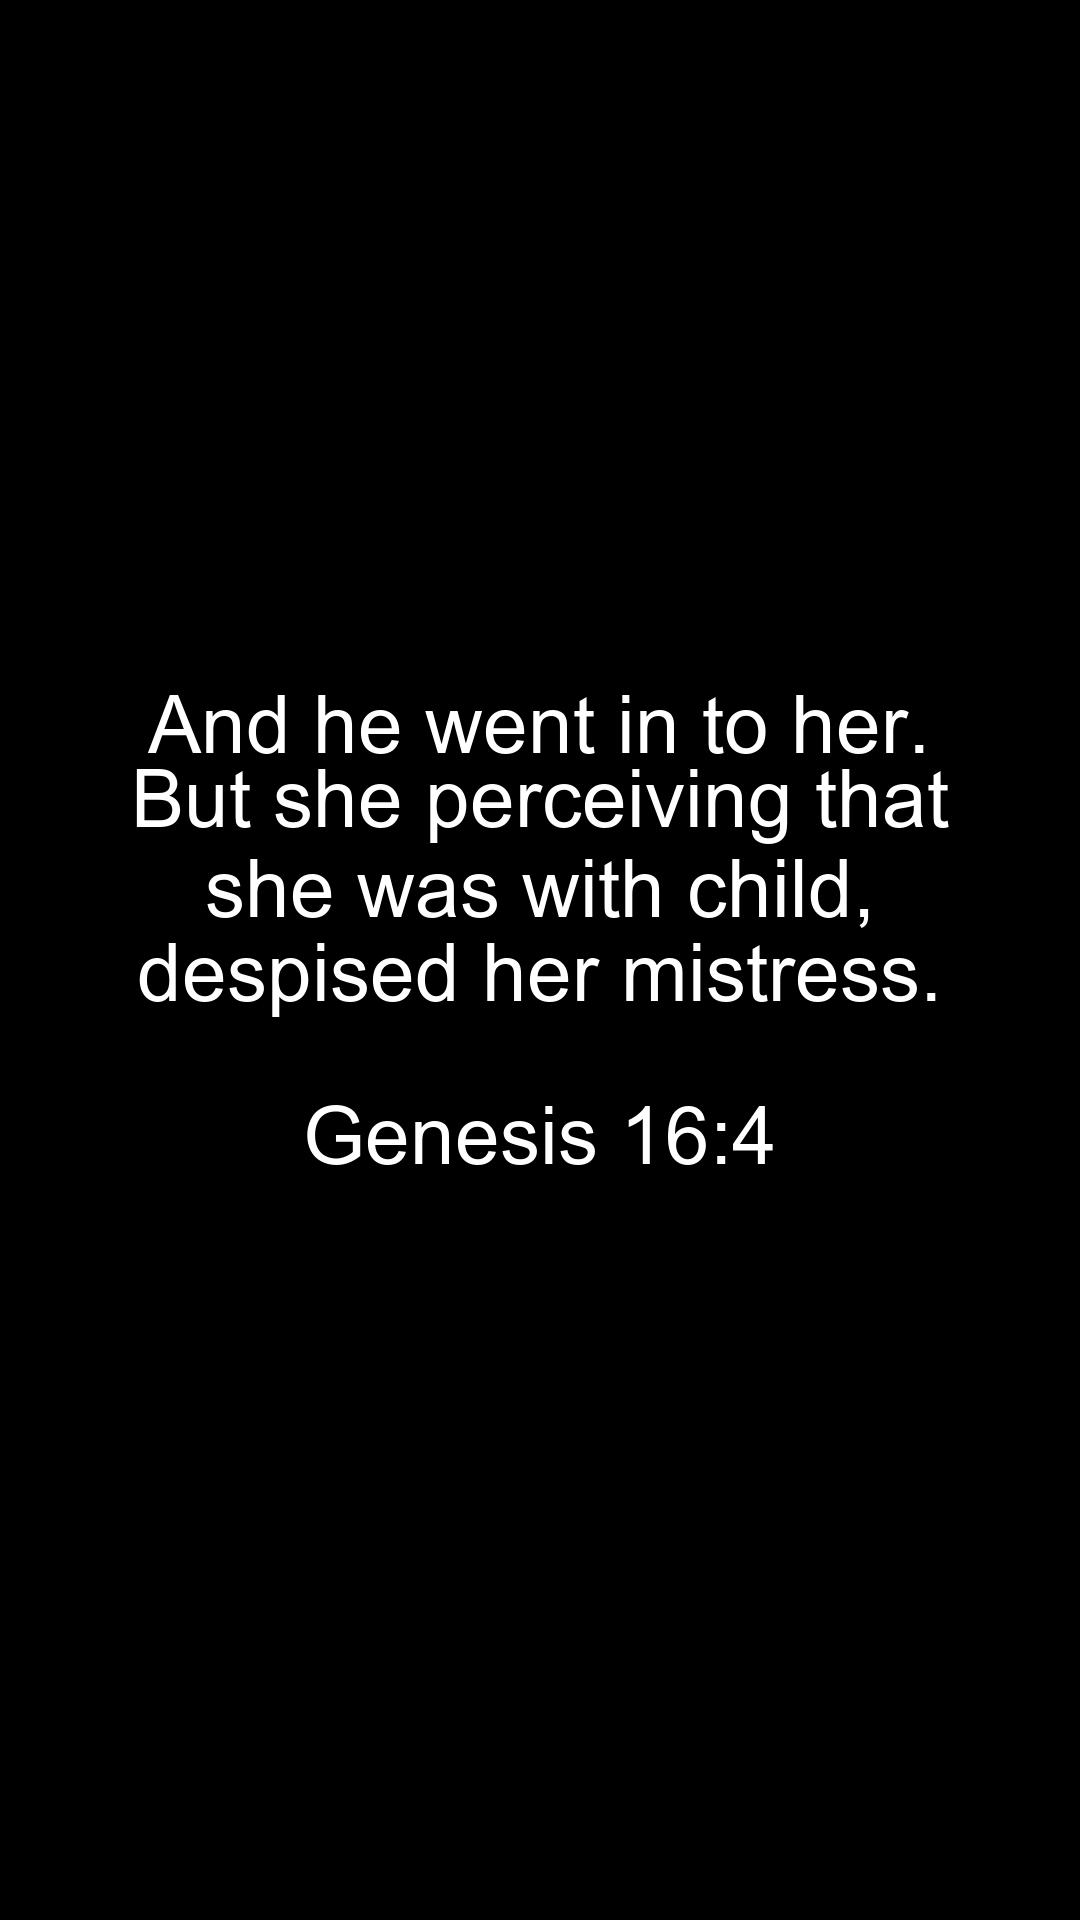 And he went in to her.
But she perceiving that
she was with child,
despised her mistress.
Genesis 16:4